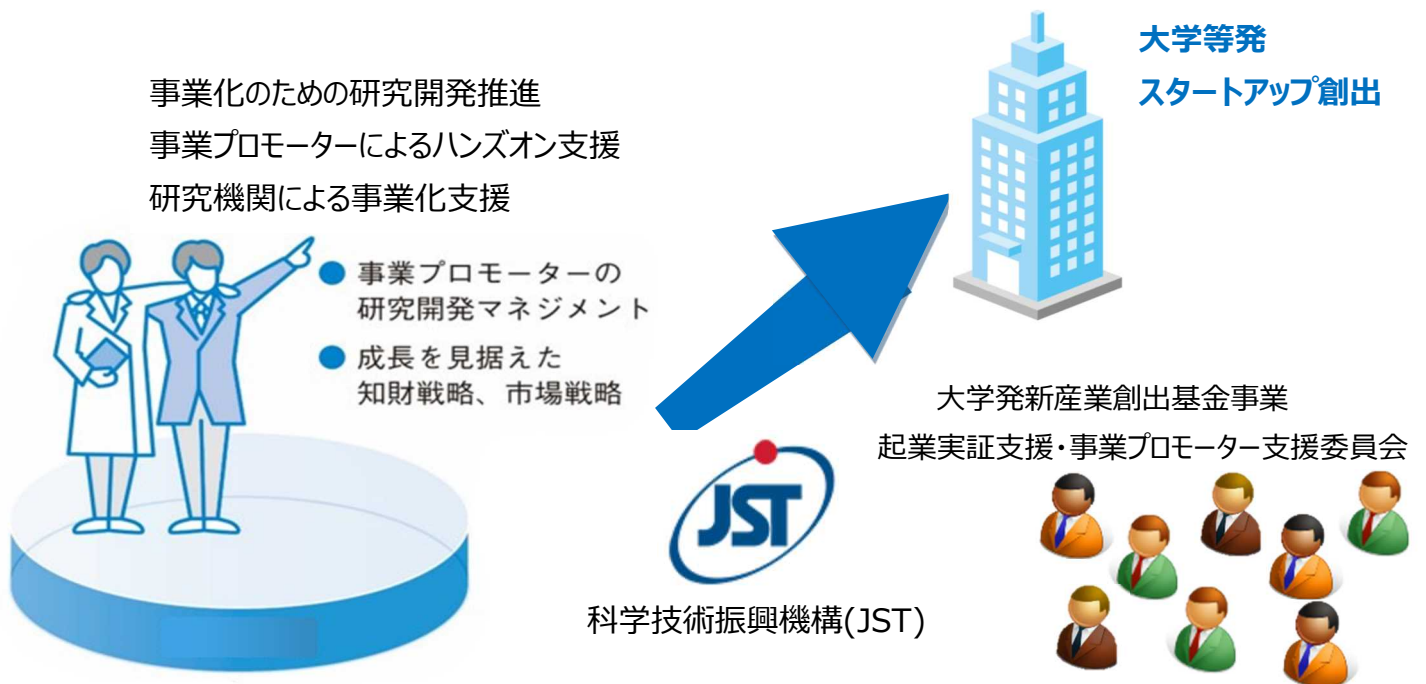 事業化のための研究開発推進
事業プロモーターによるハンズオン支援
研究機関による事業化支援
● 事業プロモーターの
研究開発マネジメント
● 成長を見据えた
知財戦略、市場戦略
大学等発
スタートアップ創出
JST
科学技術振興機構(JST)
大学発新産業創出基金事業
起業実証支援・事業プロモーター支援委員会